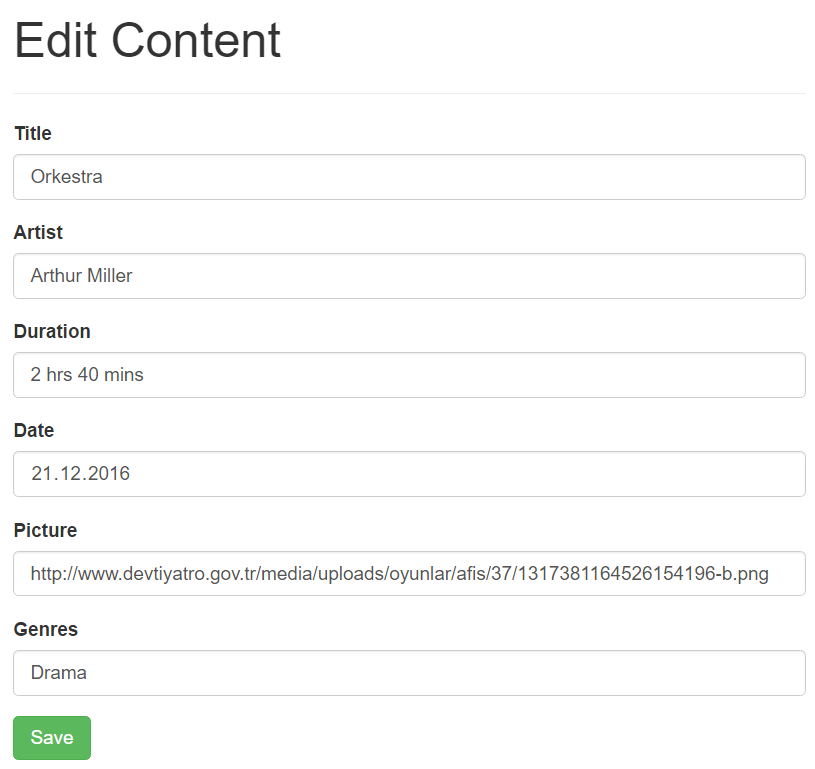 Edit Content
Title
Orkestra
Artist
Arthur Miller
Duration
2 hrs 40 mins
Date
21.12.2016
Picture
http://www.devtiyatro.gov.tr/media/uploads/oyunlar/afis/37/1317381164526154196-b.png
Genres
Drama
Save